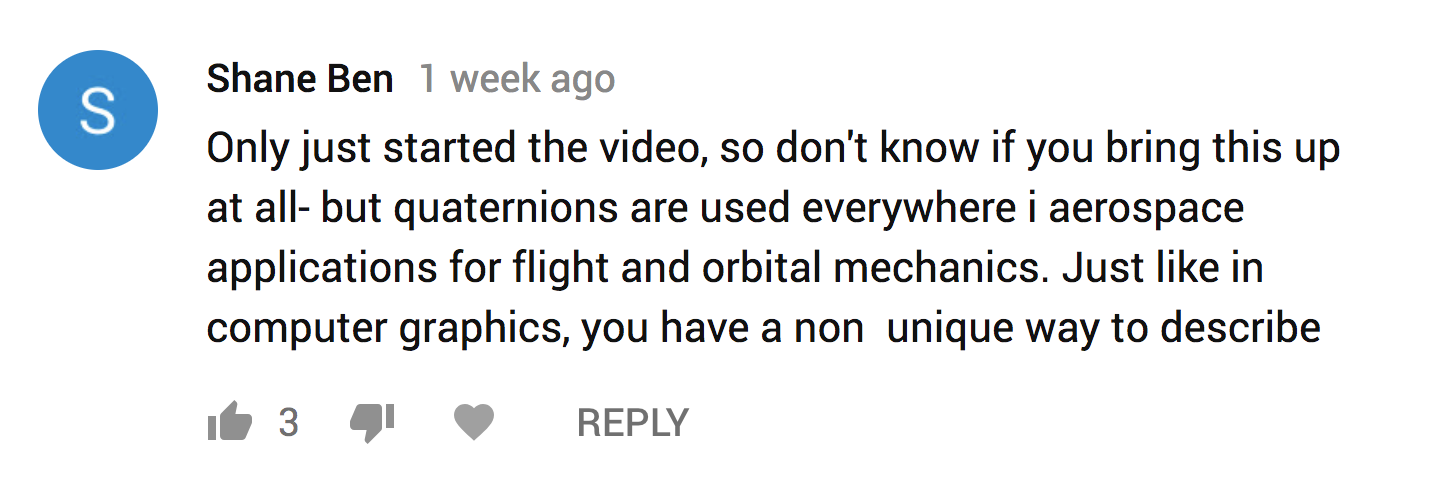 S
Shane Ben 1 week ago
Only just started the video, so don't know if you bring this up
at all- but quaternions are used everywhere i aerospace
applications for flight and orbital mechanics. Just like in
computer graphics, you have a non  unique way to describe
3 REPLY